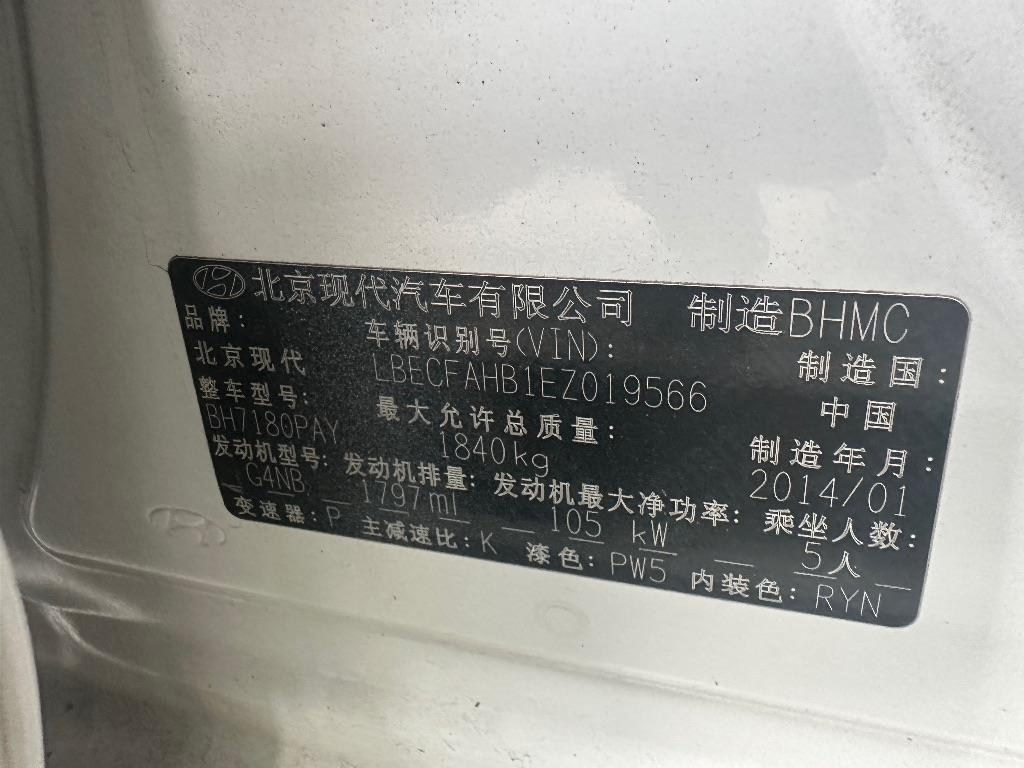 北京现代汽车有限公司 制造BHMC
品牌： 车辆识别号(VIN)： 制造国：
北京现代 LBECFAHB1EZ019566 中国
整车型号： 最大允许总质量： 制造年月：
BH7180PAY 1840kg 2014/01
发动机型号： 发动机排量： 发动机最大净功率： 乘坐人数：
G4NB 1797ml 105 kW 5人
变速器：P 主减速比：K 漆色：PW5 内装色：RYN